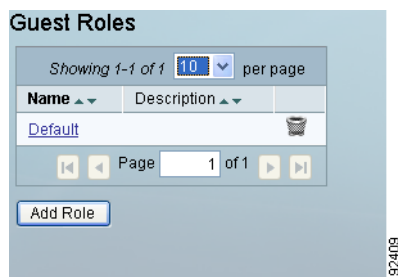 Guest Roles
Showing 1-1 of 1 10 per page
Name Description
Default
Page 1 of 1
Add Role
92409